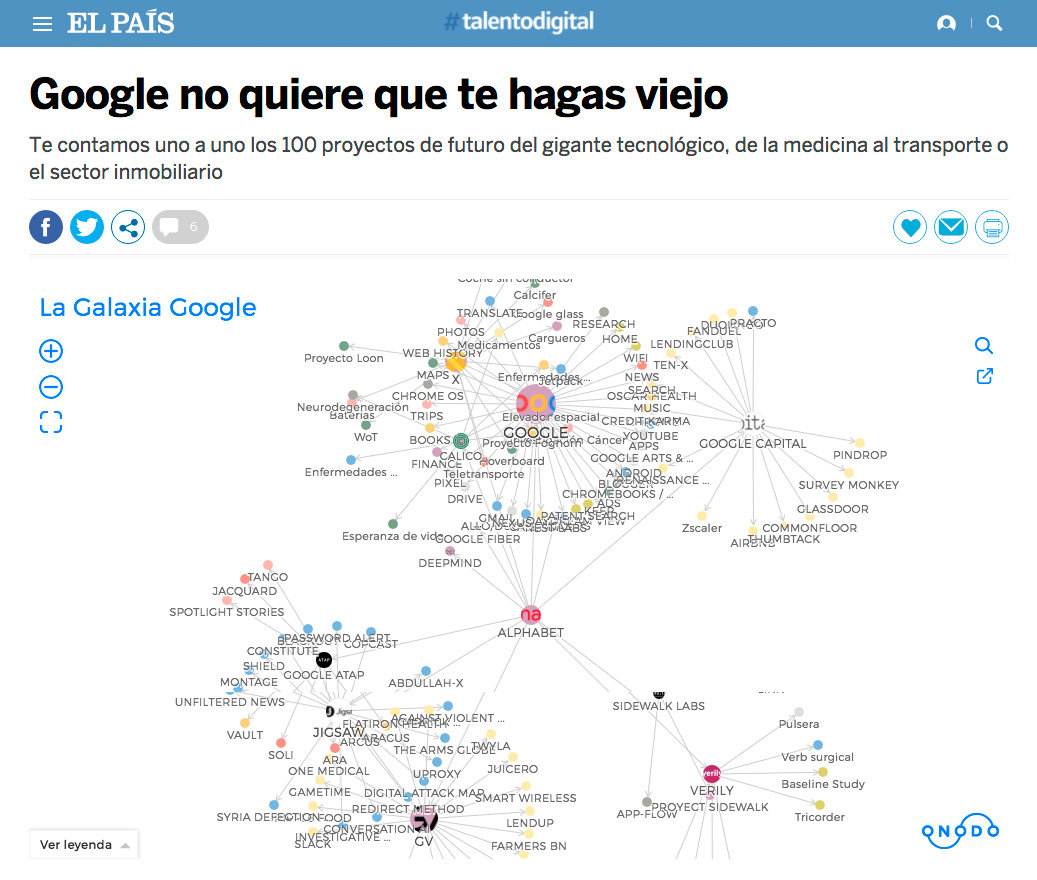 EL PAÍS
#talentodigital
Google no quiere que te hagas viejo
Te contamos uno a uno los 100 proyectos de futuro del gigante tecnológico, de la medicina al transporte o
el sector inmobiliario
6
La Galaxia Google
Coche sin conductor
Calcifer
TRANSLATE
Google glass
PHOTOS
Cargueros
RESEARCH
DUOLINGO
PRACTO
FANDUEL
HOME
LENDINGCLUB
Medicamentos
Proyecto Loon
WEB HISTORY
WIFI
TEN-X
MAPS
X
Enfermedades...
Jetpack...
NEWS
SEARCH
CHROME OS
OSCAR HEALTH
Neurodegeneración
Baterías
TRIPS
MUSIC
Elevador espacial
CREDIT KARMA
WoT
BOOKS
GOOGLE
YOUTUBE
Proyecto Foghorn
Cáncer
APPS
GOOGLE CAPITAL
CALICO
PINDROP
FINANCE
Hoverboard
GOOGLE ARTS & ...
Enfermedades ...
Teletransporte
ANDROID
RENAISSANCE ...
PIXEL
BLOGGER
SURVEY MONKEY
DRIVE
CHROMEBOOKS / ...
ADS
KEEP
GLASSDOOR
GMAIL
PATENT SEARCH
Zscaler
COMMONFLOOR
Esperanza de vida
GOOGLE FIBER
AIRBNB
THUMBTACK
DEEPMIND
TANGO
JACQUARD
SPOTLIGHT STORIES
ALPHABET
PASSWORD ALERT
COPCAST
CONSTITUTE
SHIELD
ATAP
GOOGLE ATAP
MONTAGE
ABDULLAH-X
UNFILTERED NEWS
SIDEWALK LABS
Jigsaw
AGAINST VIOLENT ...
FLATIRON HEALTH
Pulsera
VAULT
JIGSAW
ABACUS
ARCUS
THE ARMS GLOBE
TWYLA
SOLI
Verb surgical
ARA
ONE MEDICAL
UPROXY
JUICERO
verily
VERILY
Baseline Study
GAMETIME
DIGITAL ATTACK MAP
SMART WIRELESS
APP-FLOW
PROYECT SIDEWALK
Tricorder
REDIRECT METHOD
SYRIA DEFECTION
FOOD
LENDUP
CONVERSATION AI
INVESTIGATIVE ...
SLACK
GV
FARMERS BN
Ver leyenda
ONODO